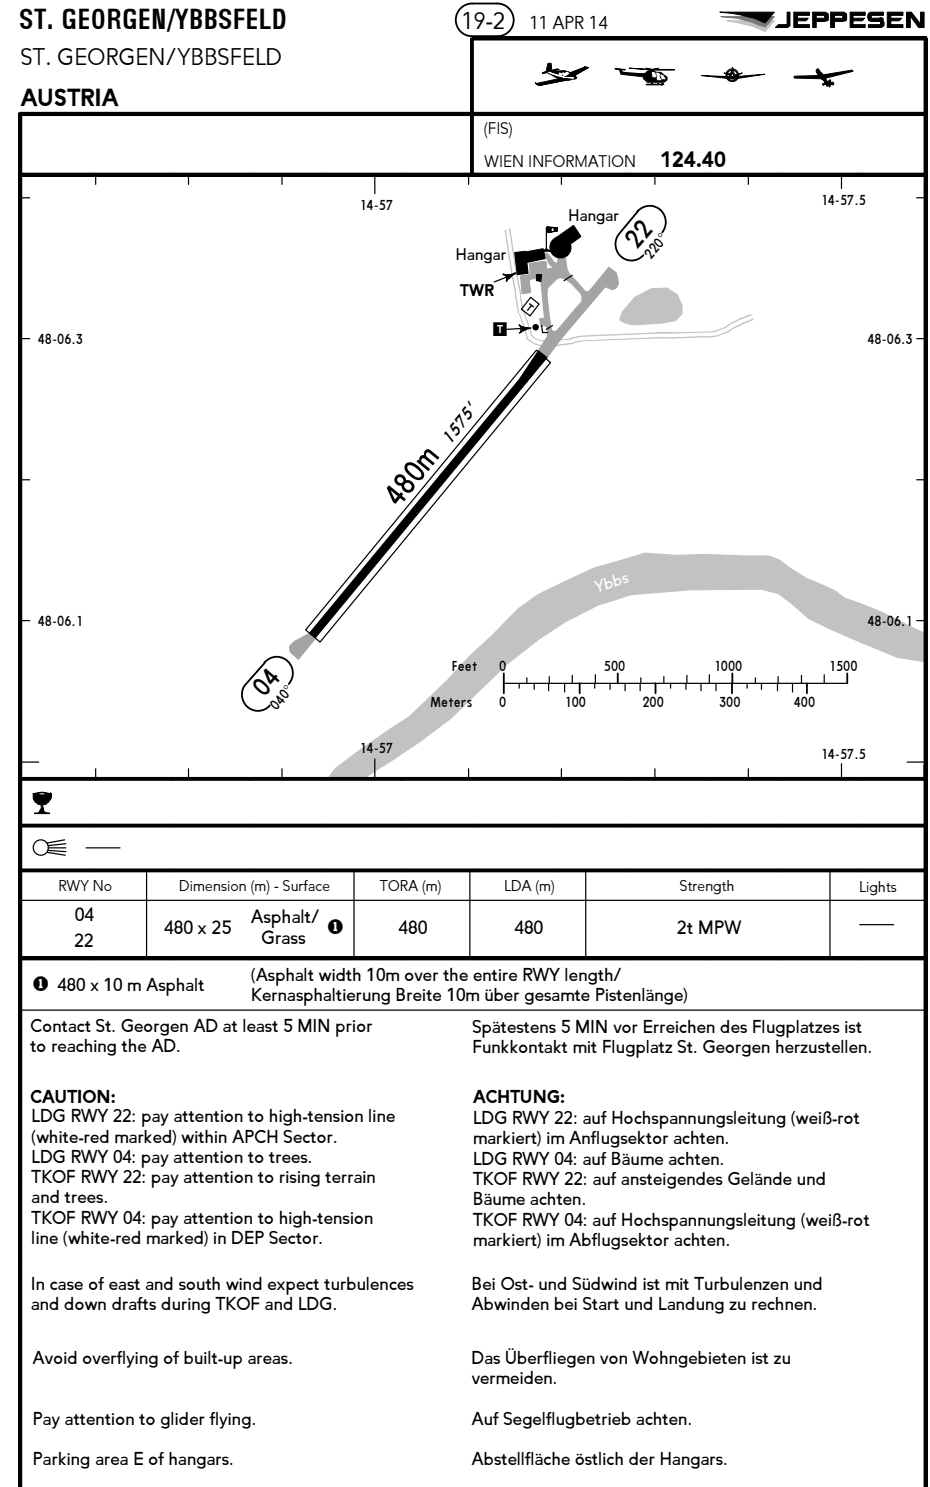 ST. GEORGEN/YBBSFELD
19-2 11 APR 14
JEPPESEN
ST. GEORGEN/YBBSFELD
AUSTRIA
(FIS)
WIEN INFORMATION 124.40
14-57 14-57.5
Hangar
22
220°
Hangar
TWR
T
T
48-06.3 48-06.3
480m 1575'
Ybbs
48-06.1 48-06.1
04
040°
Feet 0 500 1000 1500
Meters 0 100 200 300 400
14-57 14-57.5
RWY No Dimension (m) - Surface TORA (m) LDA (m) Strength Lights
04
22
480 x 25 Asphalt/
Grass
1
480 480 2t MPW
1 480 x 10 m Asphalt
(Asphalt width 10m over the entire RWY length/
Kernasphaltierung Breite 10m über gesamte Pistenlänge)
Contact St. Georgen AD at least 5 MIN prior
to reaching the AD.
Spätestens 5 MIN vor Erreichen des Flugplatzes ist
Funkkontakt mit Flugplatz St. Georgen herzustellen.
CAUTION:
LDG RWY 22: pay attention to high-tension line
(white-red marked) within APCH Sector.
LDG RWY 04: pay attention to trees.
TKOF RWY 22: pay attention to rising terrain
and trees.
TKOF RWY 04: pay attention to high-tension
line (white-red marked) in DEP Sector.
ACHTUNG:
LDG RWY 22: auf Hochspannungsleitung (weiß-rot
markiert) im Anflugsektor achten.
LDG RWY 04: auf Bäume achten.
TKOF RWY 22: auf ansteigendes Gelände und
Bäume achten.
TKOF RWY 04: auf Hochspannungsleitung (weiß-rot
markiert) im Abflugsektor achten.
In case of east and south wind expect turbulences
and down drafts during TKOF and LDG.
Bei Ost- und Südwind ist mit Turbulenzen und
Abwinden bei Start und Landung zu rechnen.
Avoid overflying of built-up areas.
Das Überfliegen von Wohngebieten ist zu
vermeiden.
Pay attention to glider flying.
Auf Segelflugbetrieb achten.
Parking area E of hangars.
Abstellfläche östlich der Hangars.